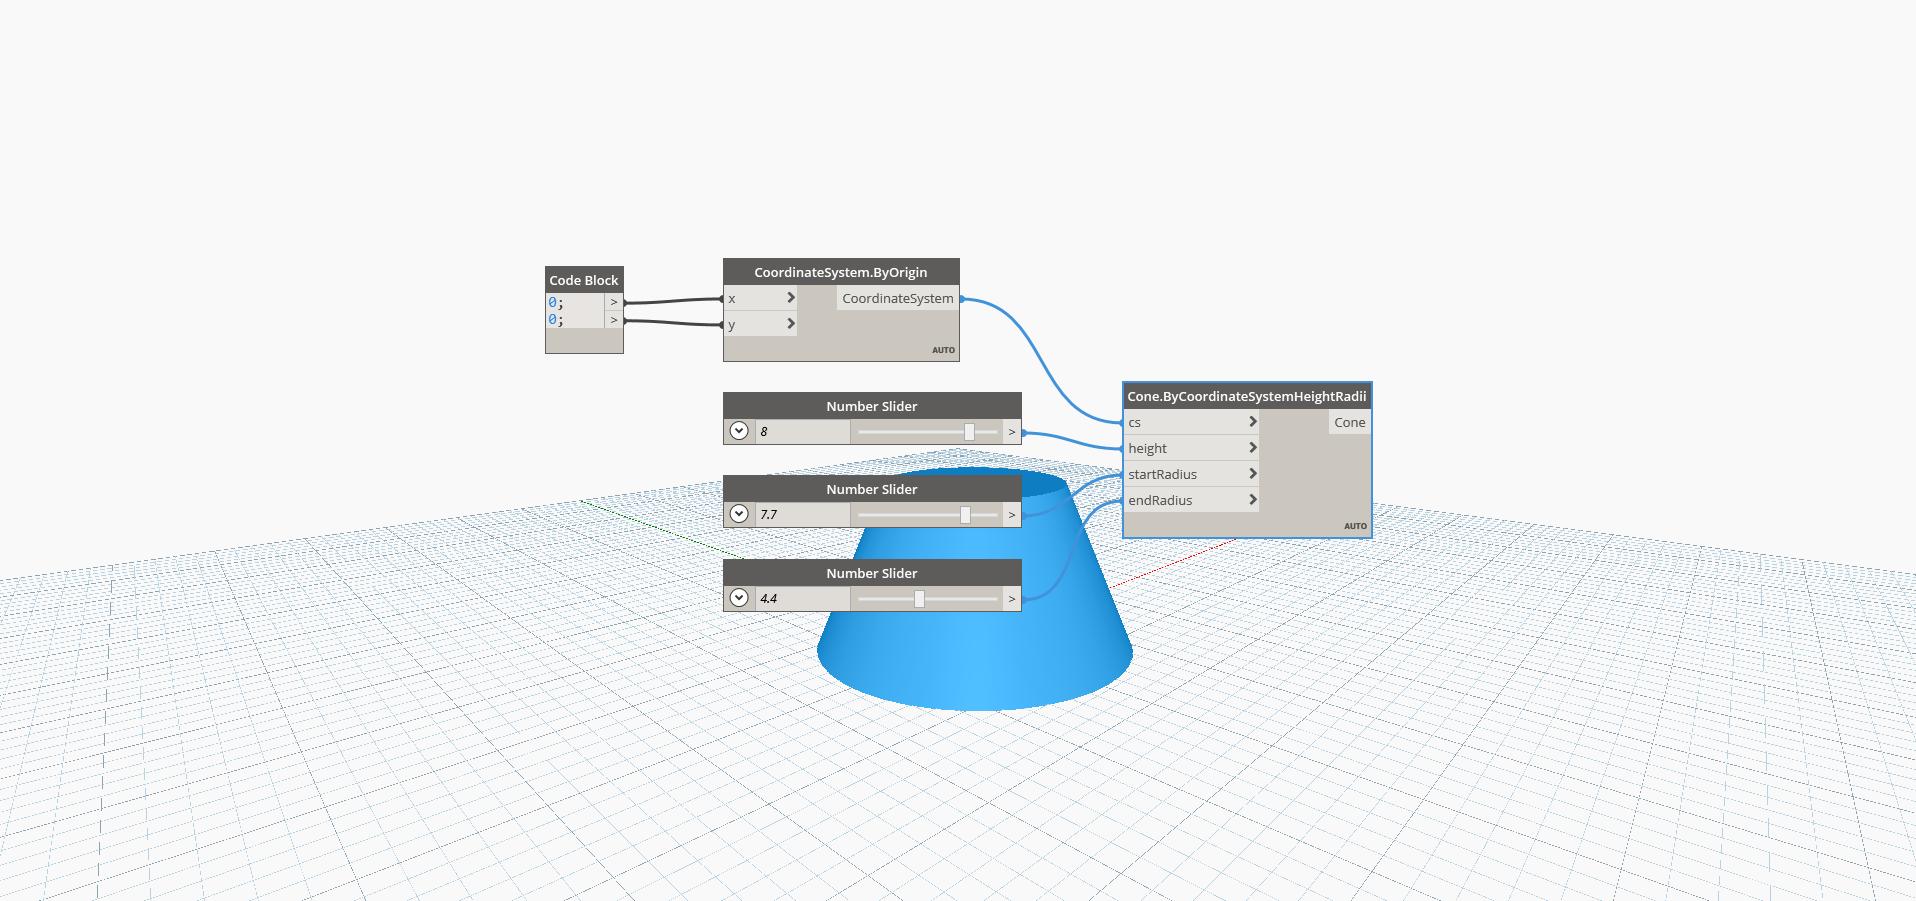 Code Block
0; >
0; >
CoordinateSystem.ByOrigin
x CoordinateSystem
y
AUTO
Number Slider
8 >
Number Slider
7.7 >
Number Slider
4.4 >
Cone.ByCoordinateSystemHeightRadii
cs Cone
height
startRadius
endRadius
AUTO